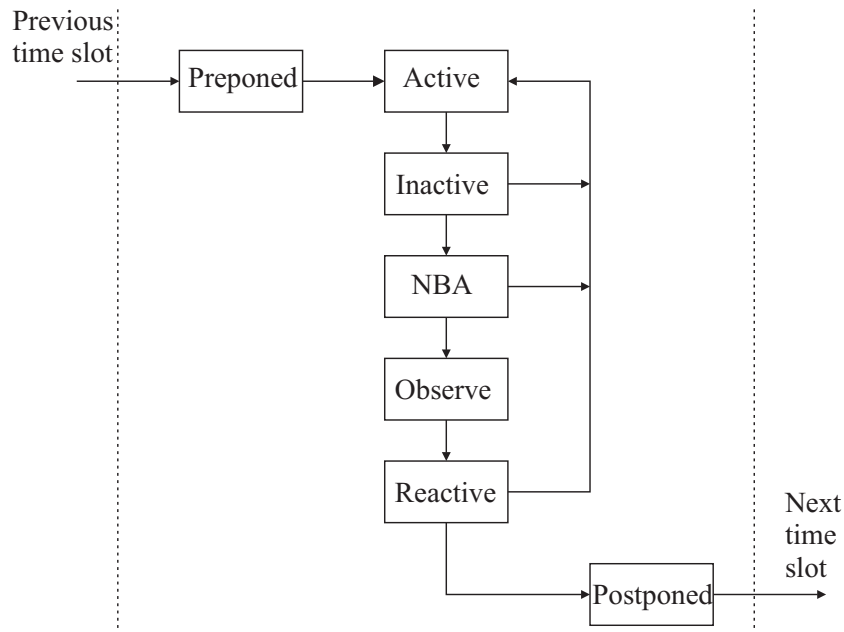 Previous
time slot
Preponed
Active
Inactive
NBA
Observe
Reactive
Next
time
slot
Postponed